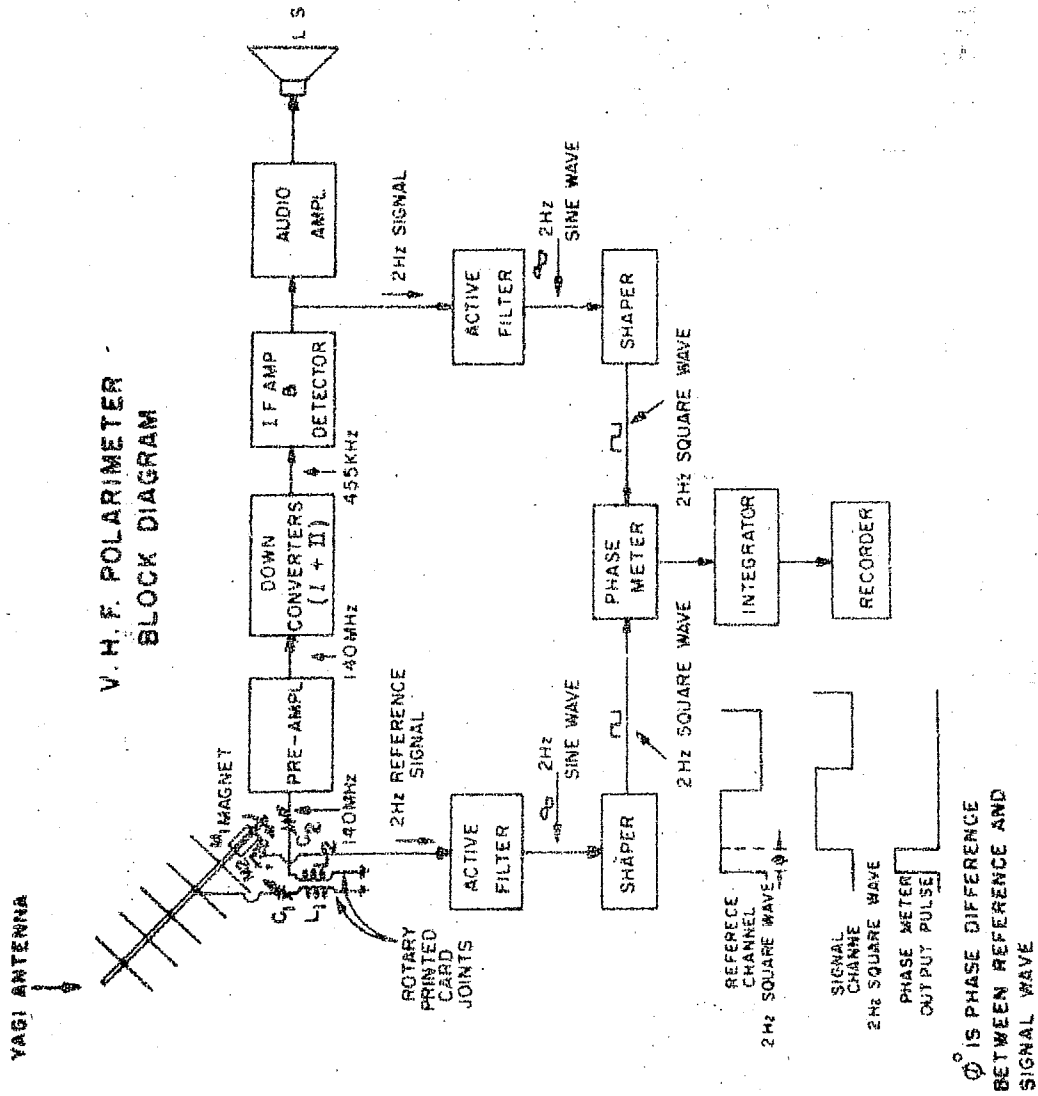 V.H.F. POLARIMETER -
BLOCK DIAGRAM
YAGI ANTENNA
MAGNET
C1
L1
C2
L2
ROTARY
PRINTED
CARD
JOINTS
140MHz
PRE-AMPL
140MHz
DOWN
CONVERTERS
(I + II)
455KHz
IF AMP
&
DETECTOR
AUDIO
AMPL
L S
2Hz REFERENCE
SIGNAL
2Hz SIGNAL
ACTIVE
FILTER
2Hz
SINE WAVE
SHAPER
2Hz SQUARE WAVE
ACTIVE
FILTER
2Hz
SINE WAVE
SHAPER
2Hz SQUARE WAVE
PHASE
METER
INTEGRATOR
RECORDER
REFERECE
CHANNEL
2Hz SQUARE WAVE
Φ
SIGNAL
CHANNE
2Hz SQUARE WAVE
PHASE METER
OUTPUT PULSE
Φ° IS PHASE DIFFERENCE
BETWEEN REFERENCE AND
SIGNAL WAVE